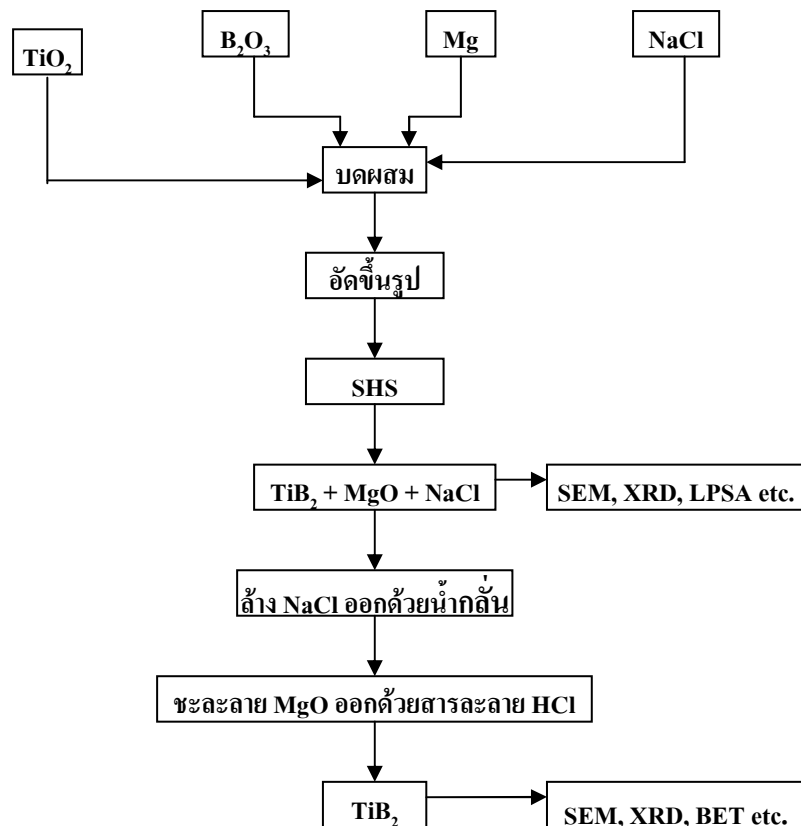 TiO₂
B₂O₃
Mg
NaCl
บดผสม
อัดขึ้นรูป
SHS
TiB₂ + MgO + NaCl
SEM, XRD, LPSA etc.
ล้าง NaCl ออกด้วยน้ำกลั่น
ชะละลาย MgO ออกด้วยสารละลาย HCl
TiB₂
SEM, XRD, BET etc.